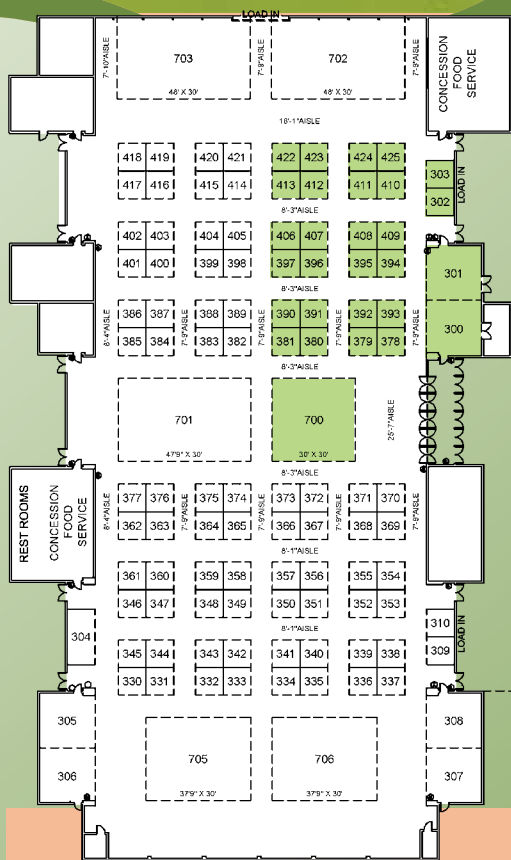 LOAD IN
7'-10"AISLE
703
48' X 30'
7'-9"AISLE
702
48' X 30'
7'-9"AISLE
CONCESSION
FOOD
SERVICE
18'-1"AISLE
418 419 420 421 422 423 424 425
417 416 415 414 413 412 411 410
303
302
LOAD IN
8'-3"AISLE
402 403 404 405 406 407 408 409
401 400 399 398 397 396 395 394
301
8'-3"AISLE
386 387 388 389 390 391 392 393
385 384 383 382 381 380 379 378
8'-4"AISLE
7'-9"AISLE
7'-9"AISLE
7'-9"AISLE
7'-9"AISLE
300
8'-3"AISLE
701
47'9" X 30'
700
30' X 30'
25'-7"AISLE
8'-3"AISLE
REST ROOMS
CONCESSION
FOOD
SERVICE
377 376 375 374 373 372 371 370
362 363 364 365 366 367 368 369
8'-4"AISLE
7'-9"AISLE
7'-9"AISLE
7'-9"AISLE
7'-9"AISLE
8'-1"AISLE
361 360 359 358 357 356 355 354
346 347 348 349 350 351 352 353
304
8'-1"AISLE
310
309
LOAD IN
345 344 343 342 341 340 339 338
330 331 332 333 334 335 336 337
305
306
705
37'9" X 30'
706
37'9" X 30'
308
307